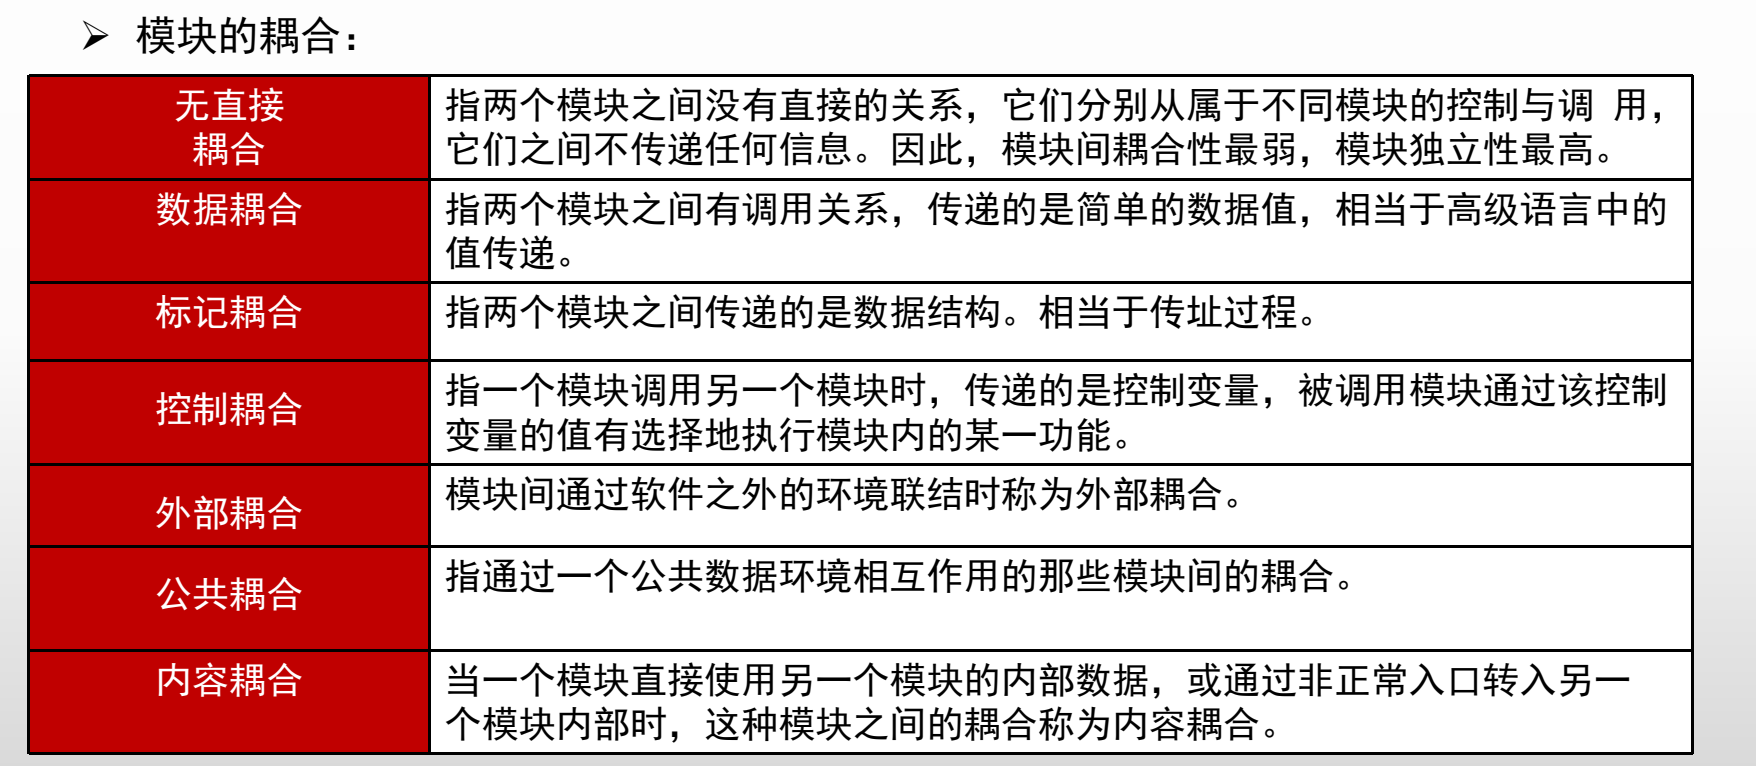 ➢ 模块的耦合：
无直接
耦合
指两个模块之间没有直接的关系，它们分别从属于不同模块的控制与调 用，
它们之间不传递任何信息。因此，模块间耦合性最弱，模块独立性最高。
数据耦合
指两个模块之间有调用关系，传递的是简单的数据值，相当于高级语言中的
值传递。
标记耦合
指两个模块之间传递的是数据结构。相当于传址过程。
控制耦合
指一个模块调用另一个模块时，传递的是控制变量，被调用模块通过该控制
变量的值有选择地执行模块内的某一功能。
外部耦合
模块间通过软件之外的环境联结时称为外部耦合。
公共耦合
指通过一个公共数据环境相互作用的那些模块间的耦合。
内容耦合
当一个模块直接使用另一个模块的内部数据，或通过非正常入口转入另一
个模块内部时，这种模块之间的耦合称为内容耦合。